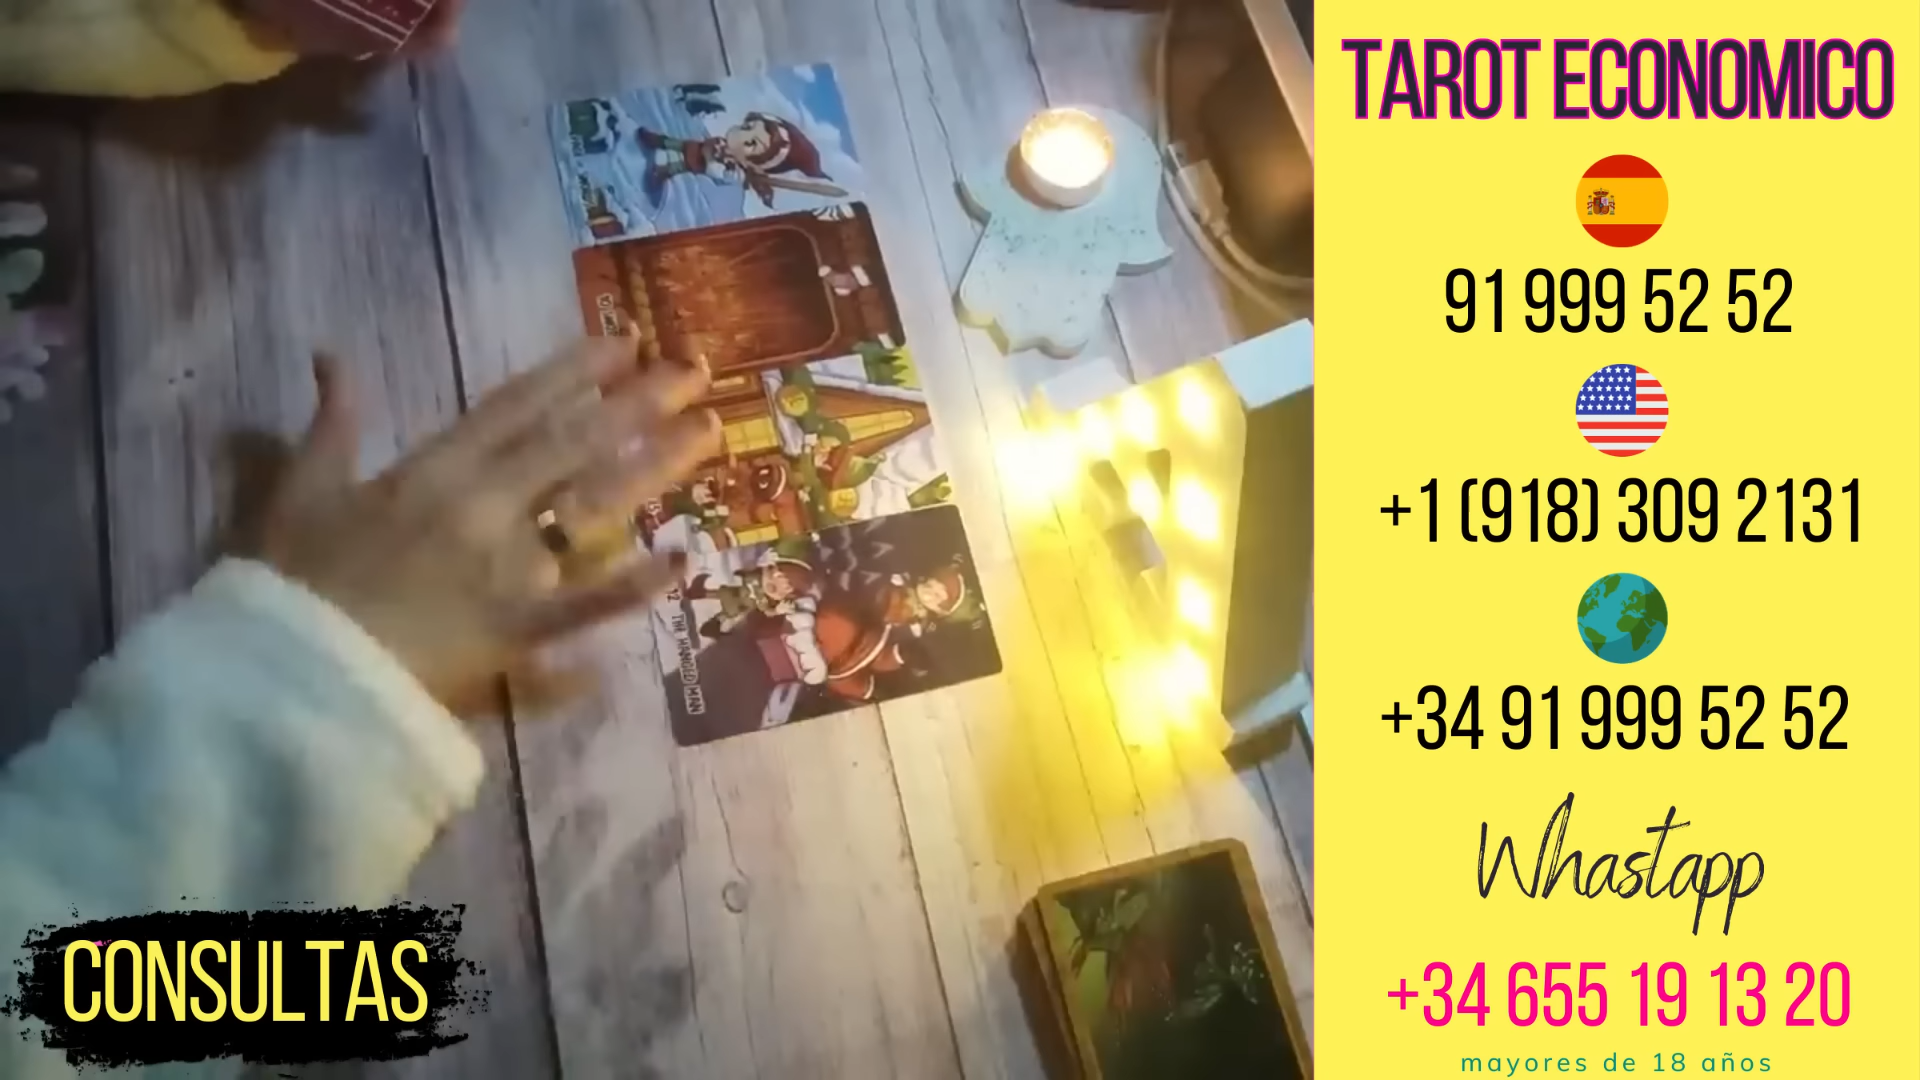 TAROT ECONOMICO
91 999 52 52
+1 (918) 309 2131
+34 91 999 52 52
Whastapp
+34 655 19 13 20
mayores de 18 años
CONSULTAS
12 THE HANGED MAN